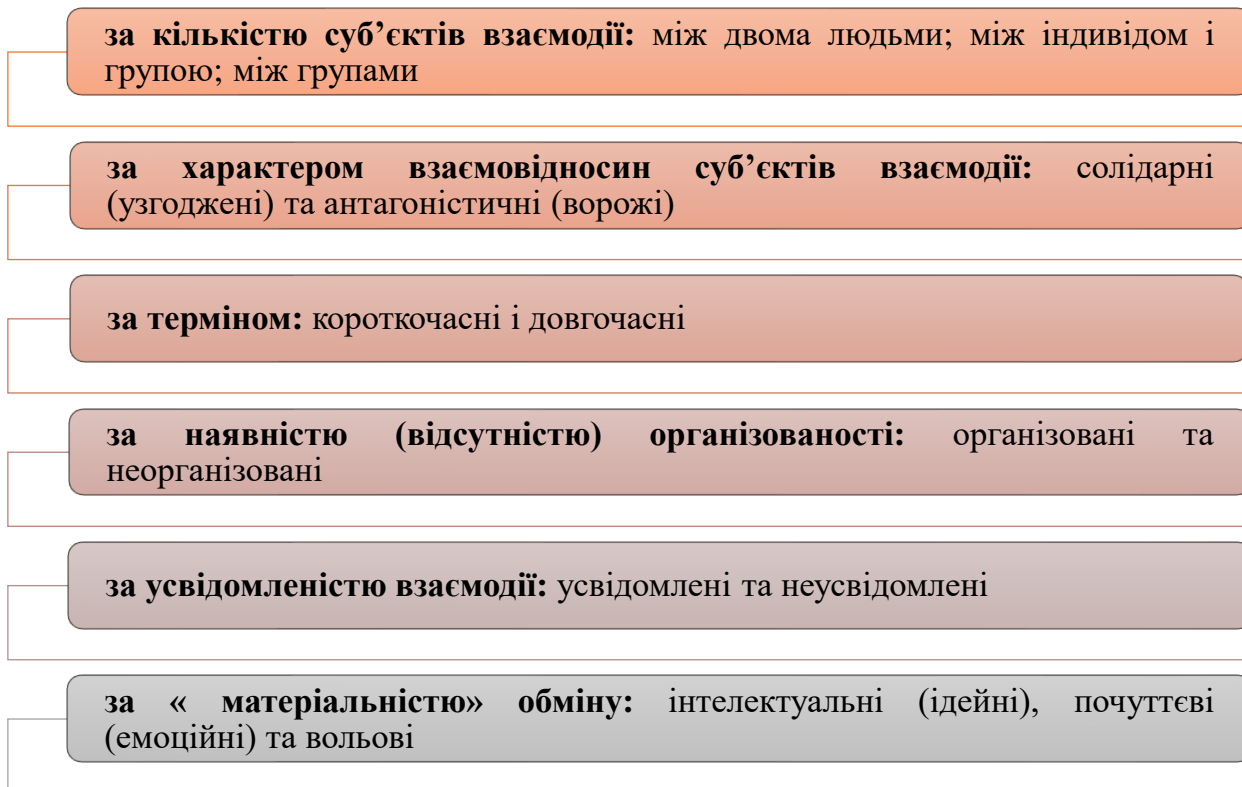 за кількістю суб’єктів взаємодії: між двома людьми; між індивідом і
групою; між групами
за характером взаємовідносин суб’єктів взаємодії: солідарні
(узгоджені) та антагоністичні (ворожі)
за терміном: короткочасні і довгочасні
за наявністю (відсутністю) організованості: організовані та
неорганізовані
за усвідомленістю взаємодії: усвідомлені та неусвідомлені
за « матеріальністю» обміну: інтелектуальні (ідейні), почуттєві
(емоційні) та вольові